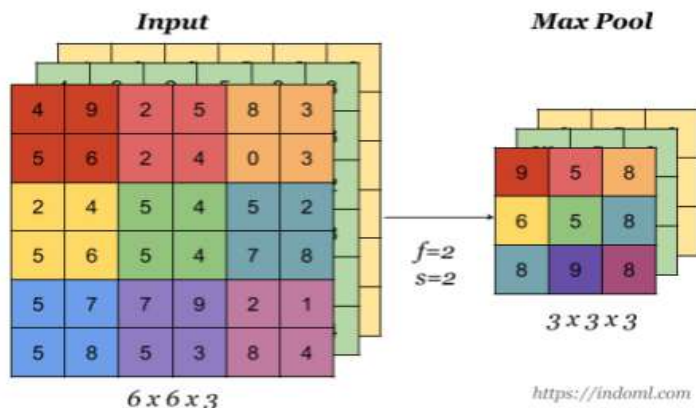 Input
Max Pool
4 9 2 5 8 3
5 6 2 4 0 3
2 4 5 4 5 2
5 6 5 4 7 8
5 7 7 9 2 1
5 8 5 3 8 4
6 x 6 x 3
f=2
s=2
9 5 8
6 5 8
8 9 8
3 x 3 x 3
https://indoml.com